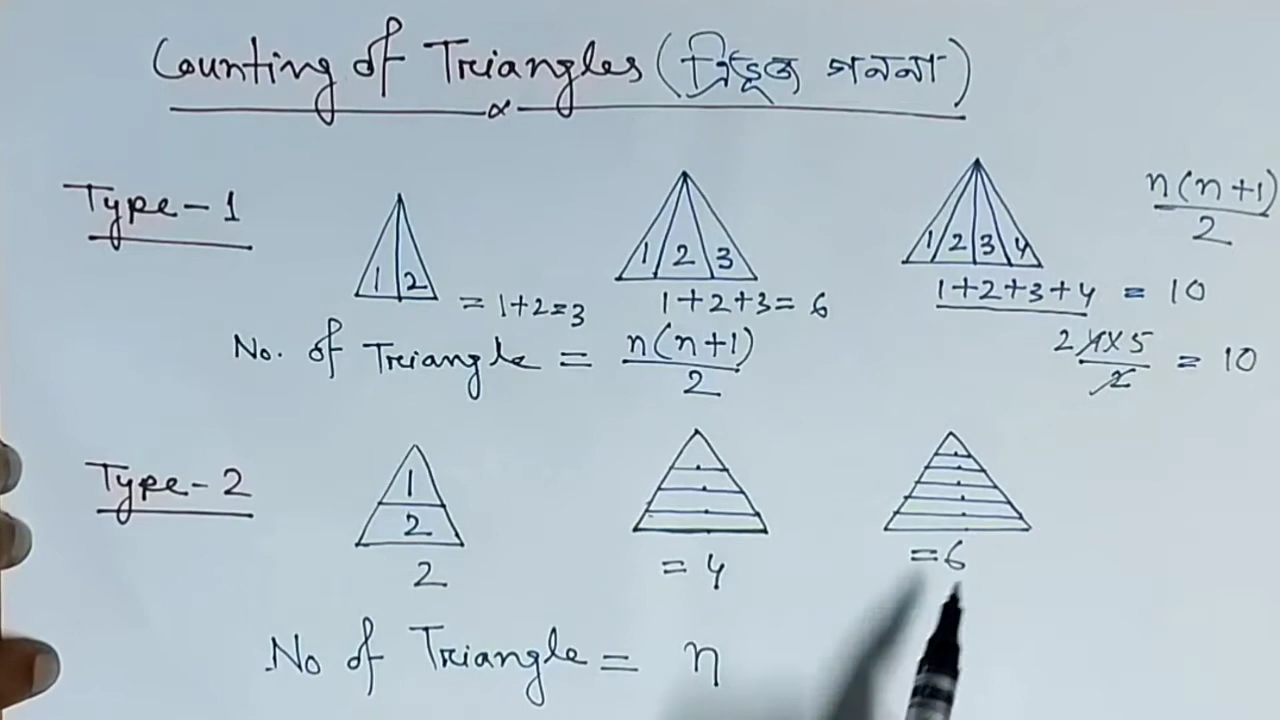 Counting of Triangles (ত্রিভূজ গননা)
Type-1
1 2
= 1+2=3
1 2 3
1+2+3= 6
1 2 3 4
1+2+3+4 = 10
n(n+1)
2
2 4×5
2
= 10
No. of Triangle = n(n+1)
2
Type-2
1
2
2
= 4
=6
No of Triangle = n